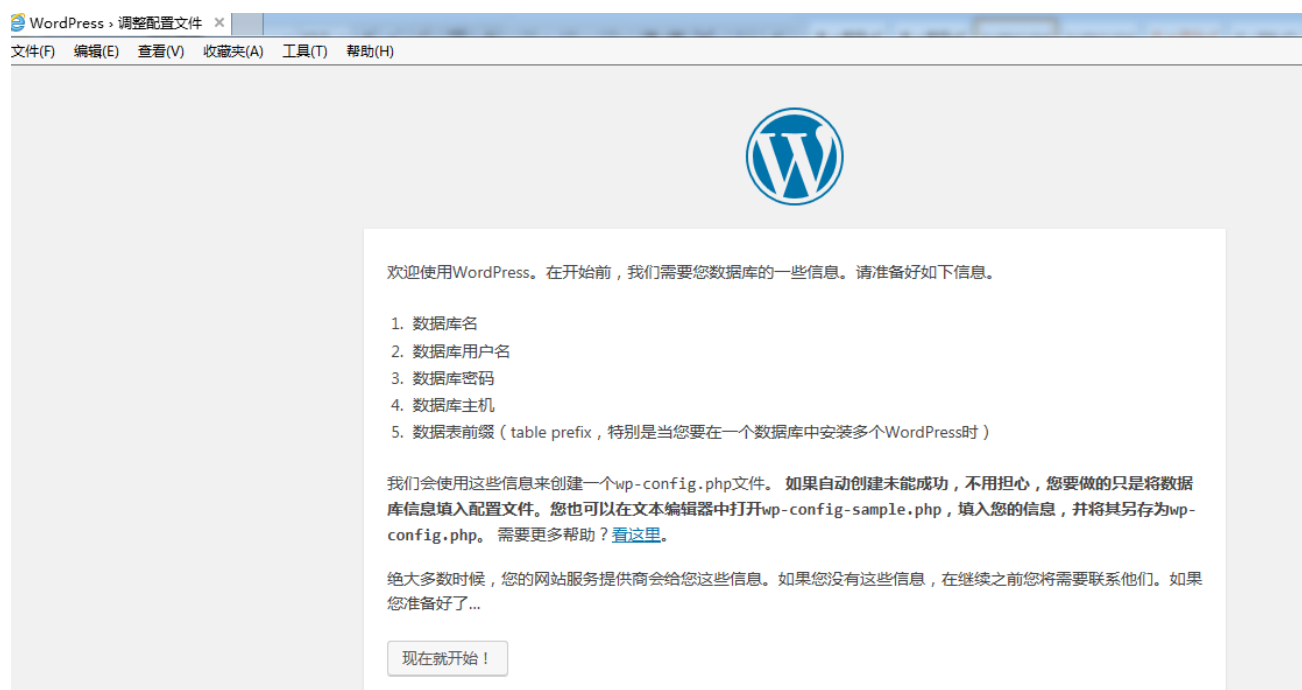 WordPress › 调整配置文件 ×
文件(F) 编辑(E) 查看(V) 收藏夹(A) 工具(T) 帮助(H)
欢迎使用WordPress。在开始前，我们需要您数据库的一些信息。请准备好如下信息。
1. 数据库名
2. 数据库用户名
3. 数据库密码
4. 数据库主机
5. 数据表前缀（table prefix，特别是当您要在一个数据库中安装多个WordPress时）
我们会使用这些信息来创建一个wp-config.php文件。 如果自动创建未能成功，不用担心，您要做的只是将数据
库信息填入配置文件。您也可以在文本编辑器中打开wp-config-sample.php，填入您的信息，并将其另存为wp-
config.php。 需要更多帮助？看这里。
绝大多数时候，您的网站服务提供商会给您这些信息。如果您没有这些信息，在继续之前您将需要联系他们。如果
您准备好了...
现在就开始！